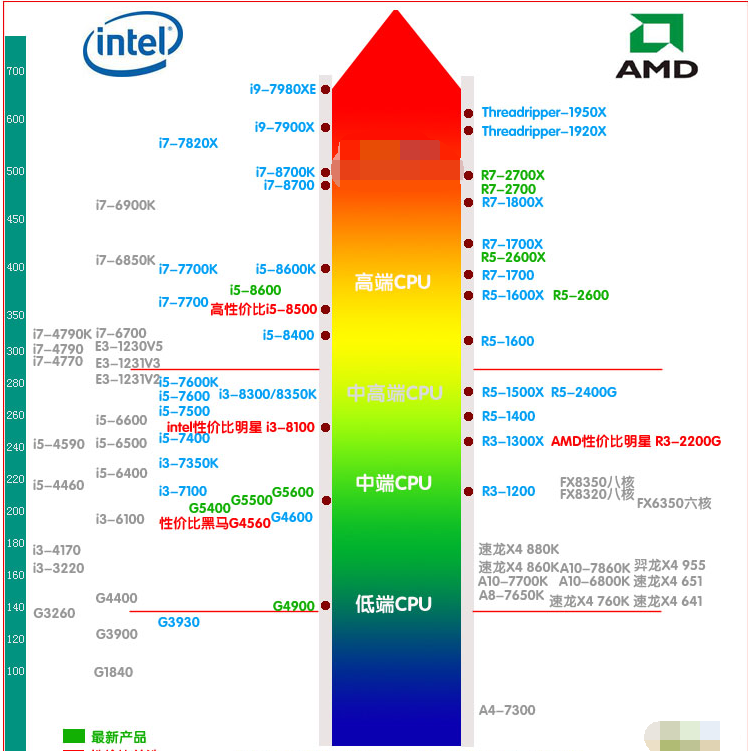 intel
AMD
700
i9-7980XE
600
Threadripper-1950X
i9-7900X
Threadripper-1920X
i7-7820X
500
i7-8700K
R7-2700X
i7-8700
R7-2700
i7-6900K
R7-1800X
450
R7-1700X
R5-2600X
i7-6850K
400
i7-7700K
i5-8600K
R7-1700
高端CPU
i5-8600
R5-1600X
R5-2600
i7-7700
高性价比i5-8500
350
i7-4790K
i7-6700
i5-8400
R5-1600
i7-4790
E3-1230V5
300
i7-4770
E3-1231V3
E3-1231V2
280
i5-7600K
i5-7600
i3-8300/8350K
中高端CPU
R5-1500X
R5-2400G
i5-7500
260
i5-6600
R5-1400
intel性价比明星 i3-8100
240
i5-4590
i5-6500
i5-7400
R3-1300X
AMD性价比明星 R3-2200G
i3-7350K
220
i5-6400
i5-4460
中端CPU
FX8350八核
i3-7100
G5600
R3-1200
FX8320八核
G5500
FX6350六核
200
G5400
i3-6100
性价比黑马G4560
G4600
180
i3-4170
速龙X4 880K
i3-3220
速龙X4 860K
A10-7860K
羿龙X4 955
160
A10-7700K
A10-6800K
速龙X4 651
G4400
A8-7650K
速龙X4 760K
速龙X4 641
140
G3260
G4900
低端CPU
G3930
120
G3900
100
G1840
A4-7300
最新产品